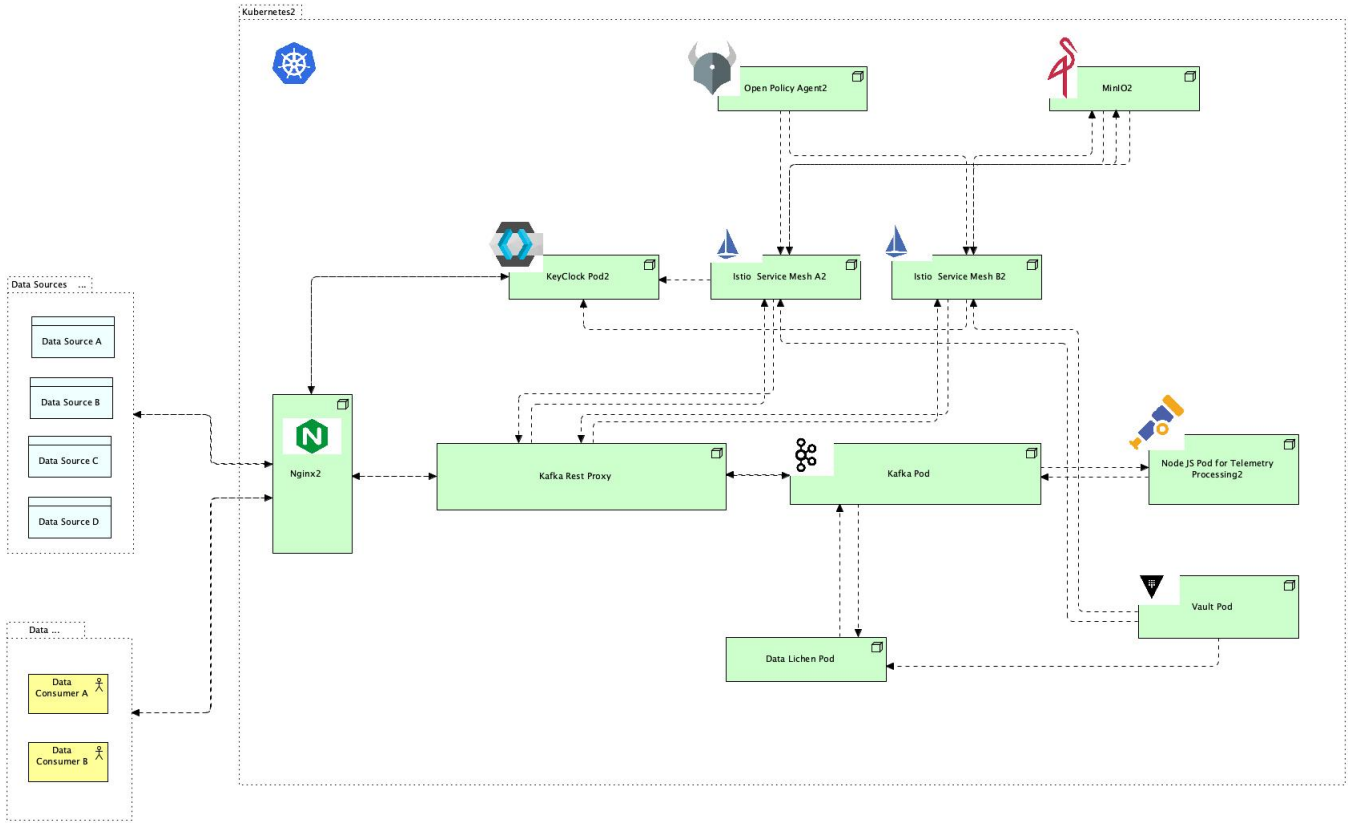 Kubernetes2
Open Policy Agent2
MinIO2
KeyClock Pod2
Istio Service Mesh A2
Istio Service Mesh B2
Data Sources ...
Data Source A
Data Source B
Data Source C
Data Source D
Nginx2
Kafka Rest Proxy
Kafka Pod
Node JS Pod for Telemetry
Processing2
Vault Pod
Data Lichen Pod
Data ...
Data
Consumer A
Data
Consumer B